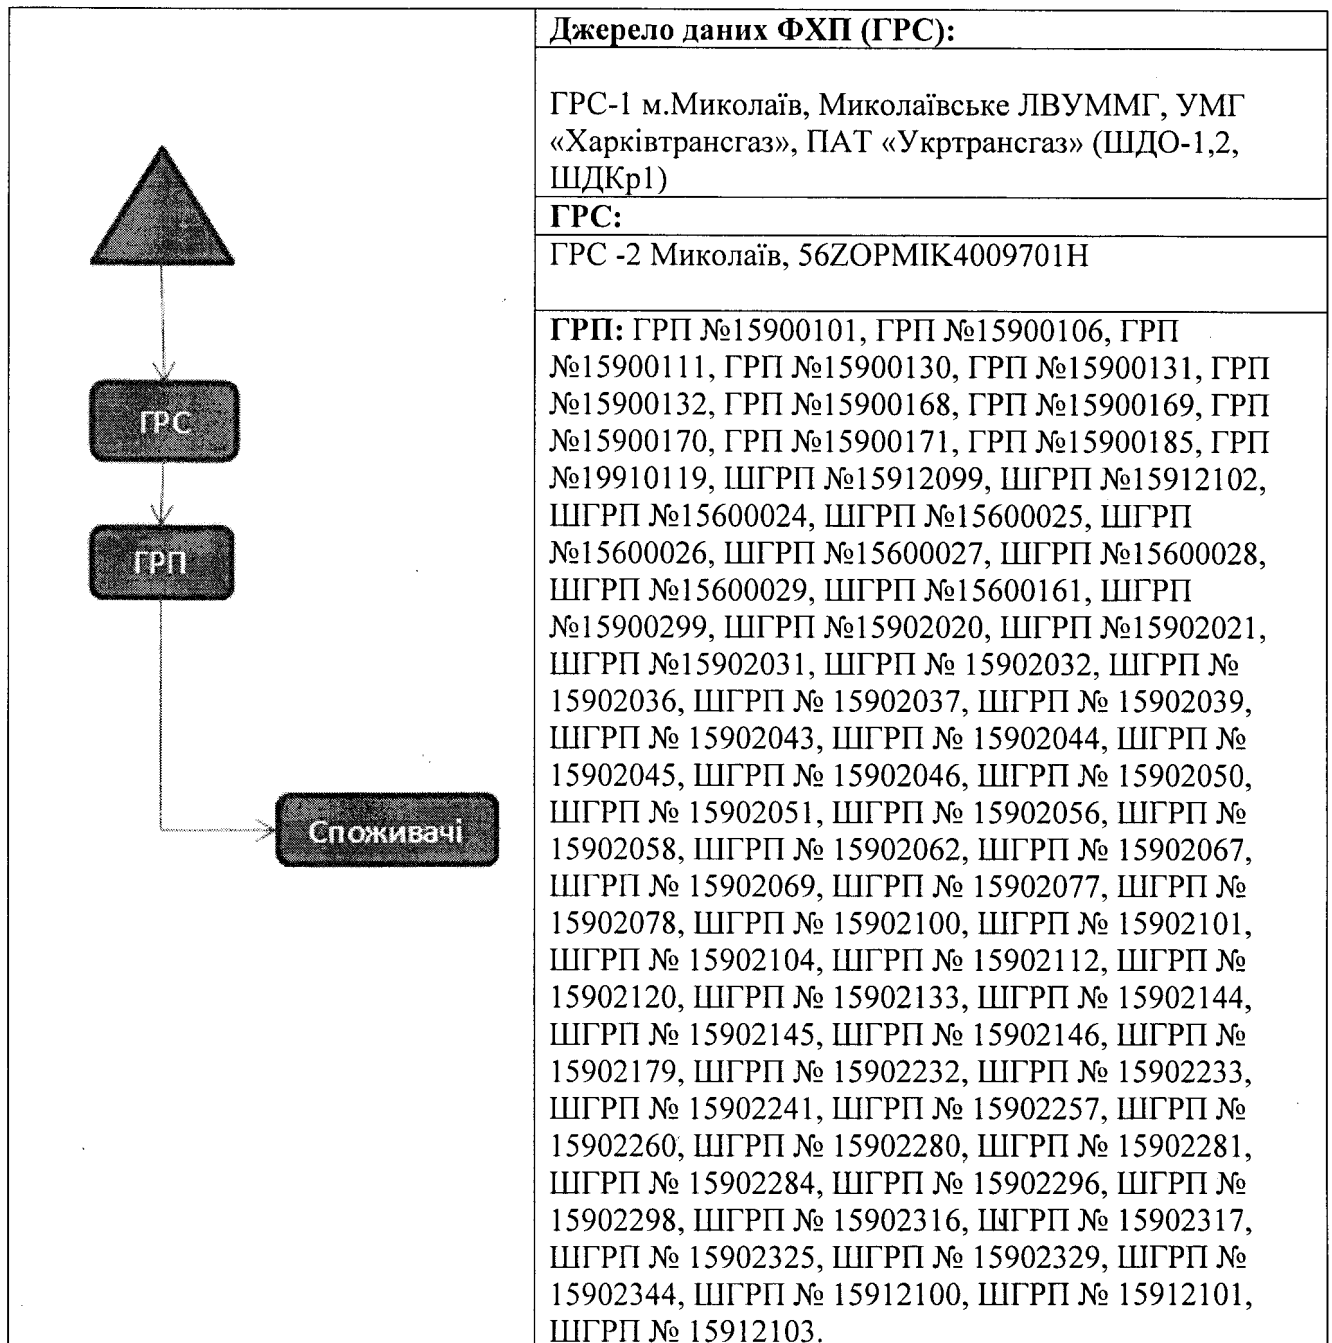 ГРС
ГРП
Споживачі
Джерело даних ФХП (ГРС):
ГРС-1 м.Миколаїв, Миколаївське ЛВУММГ, УМГ
«Харківтрансгаз», ПАТ «Укртрансгаз» (ШДО-1,2,
ШДКр1)
ГРС:
ГРС -2 Миколаїв, 56ZOPMIK4009701H
ГРП: ГРП №15900101, ГРП №15900106, ГРП
№15900111, ГРП №15900130, ГРП №15900131, ГРП
№15900132, ГРП №15900168, ГРП №15900169, ГРП
№15900170, ГРП №15900171, ГРП №15900185, ГРП
№19910119, ШГРП №15912099, ШГРП №15912102,
ШГРП №15600024, ШГРП №15600025, ШГРП
№15600026, ШГРП №15600027, ШГРП №15600028,
ШГРП №15600029, ШГРП №15600161, ШГРП
№15900299, ШГРП №15902020, ШГРП №15902021,
ШГРП №15902031, ШГРП № 15902032, ШГРП №
15902036, ШГРП № 15902037, ШГРП № 15902039,
ШГРП № 15902043, ШГРП № 15902044, ШГРП №
15902045, ШГРП № 15902046, ШГРП № 15902050,
ШГРП № 15902051, ШГРП № 15902056, ШГРП №
15902058, ШГРП № 15902062, ШГРП № 15902067,
ШГРП № 15902069, ШГРП № 15902077, ШГРП №
15902078, ШГРП № 15902100, ШГРП № 15902101,
ШГРП № 15902104, ШГРП № 15902112, ШГРП №
15902120, ШГРП № 15902133, ШГРП № 15902144,
ШГРП № 15902145, ШГРП № 15902146, ШГРП №
15902179, ШГРП № 15902232, ШГРП № 15902233,
ШГРП № 15902241, ШГРП № 15902257, ШГРП №
15902260, ШГРП № 15902280, ШГРП № 15902281,
ШГРП № 15902284, ШГРП № 15902296, ШГРП №
15902298, ШГРП № 15902316, ШГРП № 15902317,
ШГРП № 15902325, ШГРП № 15902329, ШГРП №
15902344, ШГРП № 15912100, ШГРП № 15912101,
ШГРП № 15912103.